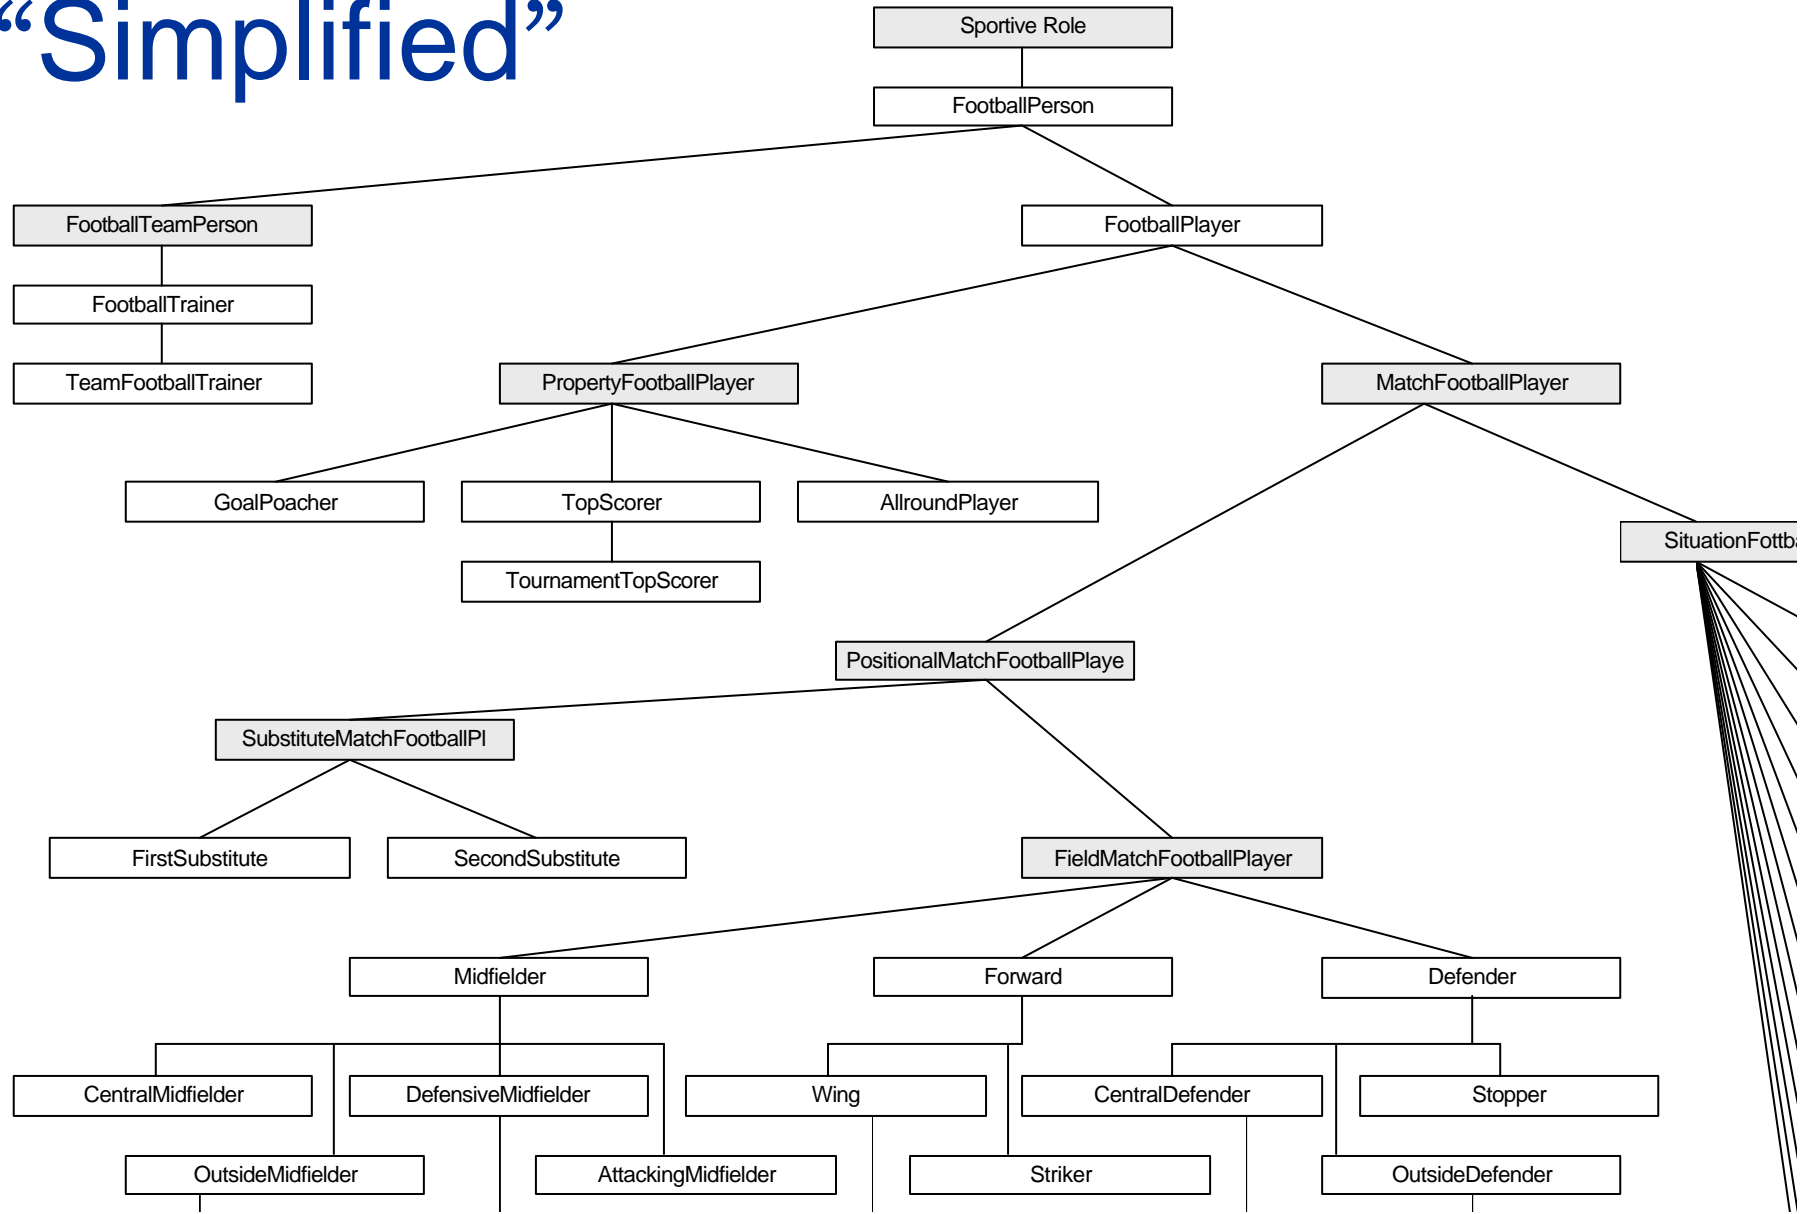 “Simplified”
Sportive Role
FootballPerson
FootballTeamPerson
FootballPlayer
FootballTrainer
TeamFootballTrainer
PropertyFootballPlayer
MatchFootballPlayer
GoalPoacher
TopScorer
AllroundPlayer
SituationFottba
TournamentTopScorer
PositionalMatchFootballPlaye
SubstituteMatchFootballPl
FirstSubstitute
SecondSubstitute
FieldMatchFootballPlayer
Midfielder
Forward
Defender
CentralMidfielder
DefensiveMidfielder
Wing
CentralDefender
Stopper
OutsideMidfielder
AttackingMidfielder
Striker
OutsideDefender